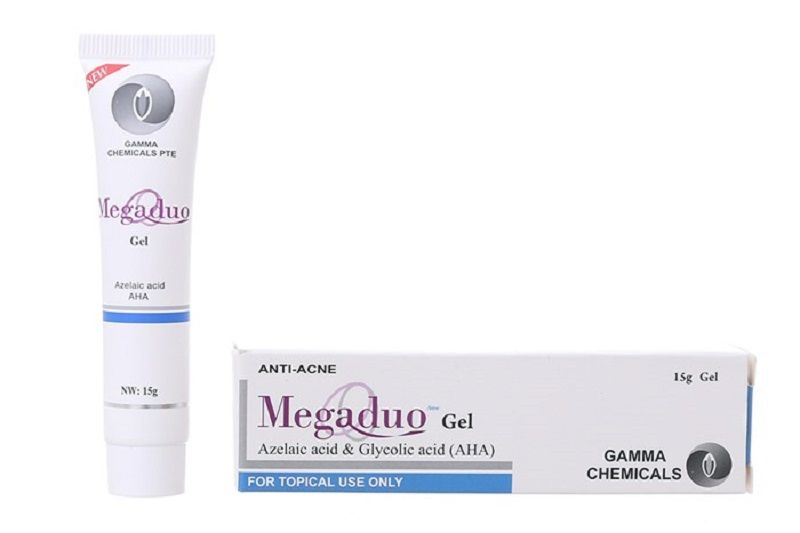 NEW
GAMMA
CHEMICALS PTE
Megaduo
Gel
Azelaic acid
AHA
NW: 15g
ANTI-ACNE
15g Gel
Megaduo New Gel
Azelaic acid & Glycolic acid (AHA)
GAMMA
CHEMICALS
FOR TOPICAL USE ONLY